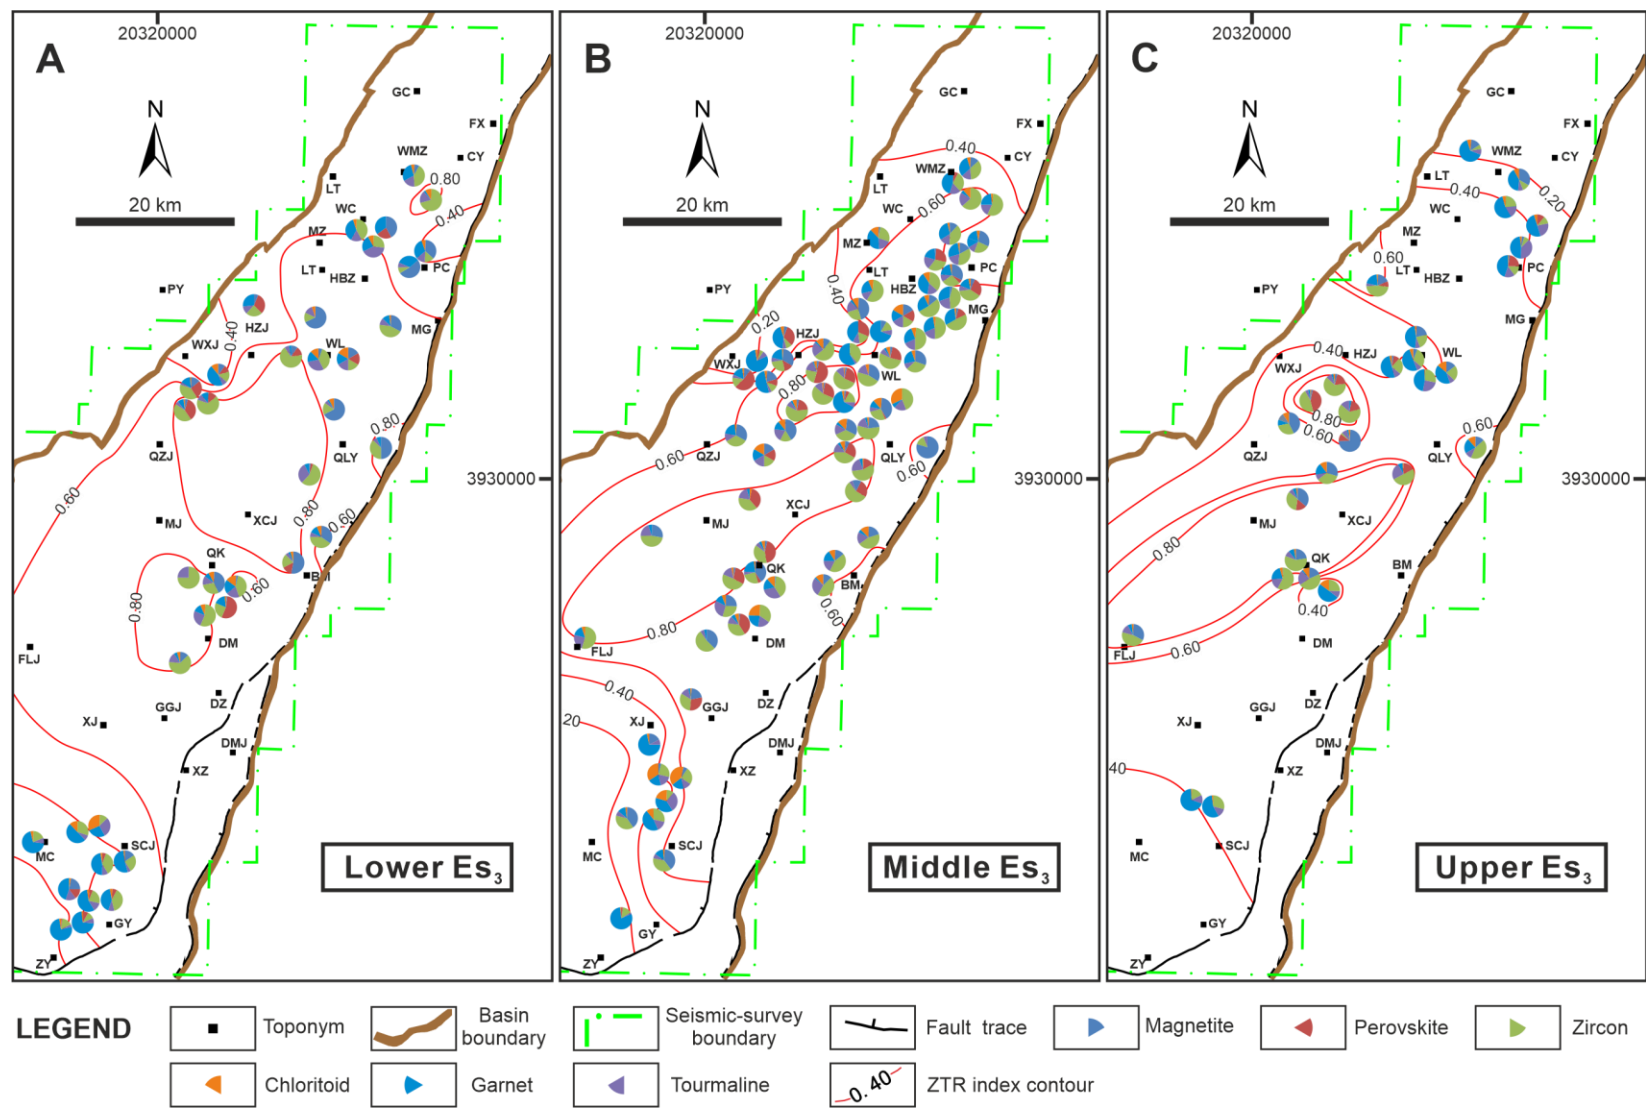 A
20320000
N
20 km
GC
FX
CY
WMZ
LT
0.80
WC
0.40
MZ
LT
HBZ
PC
PY
HZJ
0.40
MG
WXJ
WL
0.80
QZJ
QLY
0.60
3930000
MJ
XCJ
0.80
0.60
QK
BM
0.60
0.80
DM
FLJ
DZ
GGJ
XJ
DMJ
XZ
MC
SCJ
GY
ZY
Lower Es3
B
20320000
N
20 km
GC
FX
0.40
CY
WMZ
LT
0.60
WC
MZ
LT
HBZ
PC
PY
0.40
MG
0.20
HZJ
WXJ
WL
0.80
QZJ
0.60
QLY
0.60
3930000
MJ
XCJ
QK
BM
0.60
0.80
DM
FLJ
0.40
DZ
GGJ
20
XJ
DMJ
XZ
MC
SCJ
GY
ZY
Middle Es3
C
20320000
N
20 km
GC
FX
WMZ
CY
LT
0.40
0.20
WC
MZ
0.60
LT
HBZ
PC
PY
MG
0.40
HZJ
WXJ
WL
0.80
0.60
0.60
QZJ
QLY
3930000
MJ
XCJ
0.80
QK
BM
0.40
DM
FLJ
0.60
DZ
GGJ
XJ
DMJ
40
XZ
MC
SCJ
GY
ZY
Upper Es3
LEGEND
Toponym
Basin boundary
Seismic-survey boundary
Fault trace
Magnetite
Perovskite
Zircon
Chloritoid
Garnet
Tourmaline
0.40
ZTR index contour